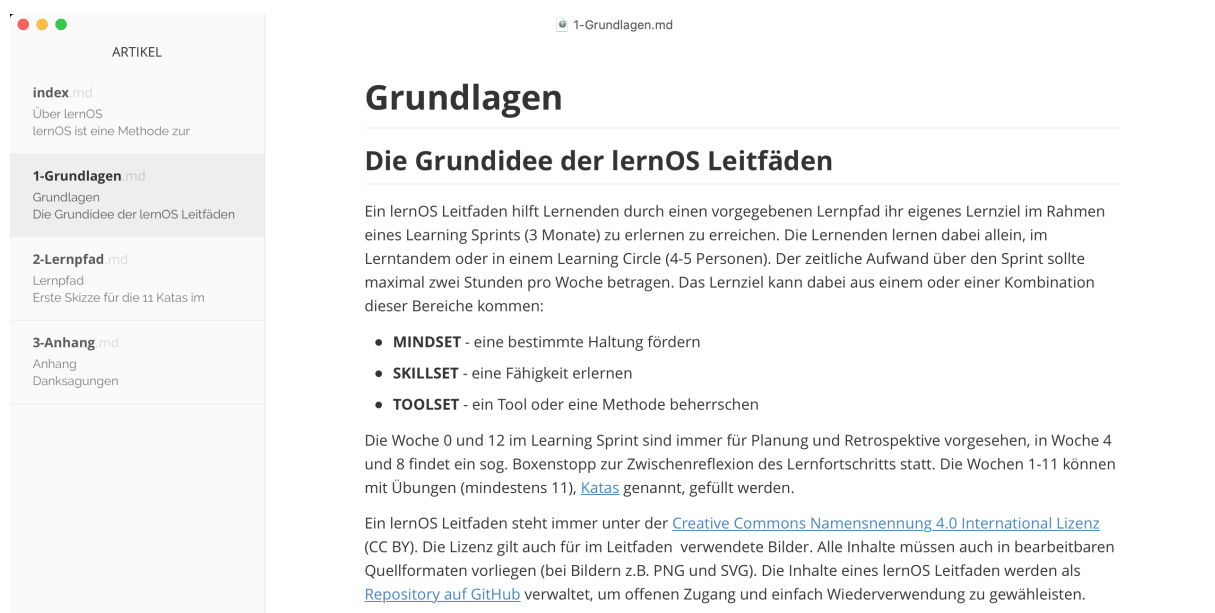 1-Grundlagen.md
ARTIKEL
index.md
Über lernOS
lernOS ist eine Methode zur
1-Grundlagen.md
Grundlagen
Die Grundidee der lernOS Leitfäden
2-Lernpfad.md
Lernpfad
Erste Skizze für die 11 Katas im
3-Anhang.md
Anhang
Danksagungen
Grundlagen
Die Grundidee der lernOS Leitfäden
Ein lernOS Leitfaden hilft Lernenden durch einen vorgegebenen Lernpfad ihr eigenes Lernziel im Rahmen
eines Learning Sprints (3 Monate) zu erlernen zu erreichen. Die Lernenden lernen dabei allein, im
Lerntandem oder in einem Learning Circle (4-5 Personen). Der zeitliche Aufwand über den Sprint sollte
maximal zwei Stunden pro Woche betragen. Das Lernziel kann dabei aus einem oder einer Kombination
dieser Bereiche kommen:
• MINDSET - eine bestimmte Haltung fördern
• SKILLSET - eine Fähigkeit erlernen
• TOOLSET - ein Tool oder eine Methode beherrschen
Die Woche 0 und 12 im Learning Sprint sind immer für Planung und Retrospektive vorgesehen, in Woche 4
und 8 findet ein sog. Boxenstopp zur Zwischenreflexion des Lernfortschritts statt. Die Wochen 1-11 können
mit Übungen (mindestens 11), Katas genannt, gefüllt werden.
Ein lernOS Leitfaden steht immer unter der Creative Commons Namensnennung 4.0 International Lizenz
(CC BY). Die Lizenz gilt auch für im Leitfaden verwendete Bilder. Alle Inhalte müssen auch in bearbeitbaren
Quellformaten vorliegen (bei Bildern z.B. PNG und SVG). Die Inhalte eines lernOS Leitfaden werden als
Repository auf GitHub verwaltet, um offenen Zugang und einfach Wiederverwendung zu gewähleisten.